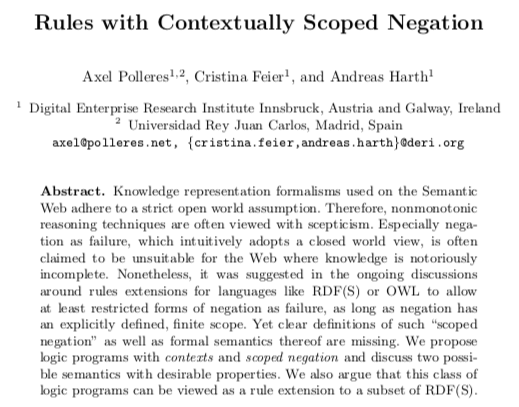 Rules with Contextually Scoped Negation
Axel Polleres1,2, Cristina Feier1, and Andreas Harth1
1 Digital Enterprise Research Institute Innsbruck, Austria and Galway, Ireland
2 Universidad Rey Juan Carlos, Madrid, Spain
axel@polleres.net, {cristina.feier,andreas.harth}@deri.org
Abstract. Knowledge representation formalisms used on the Semantic
Web adhere to a strict open world assumption. Therefore, nonmonotonic
reasoning techniques are often viewed with scepticism. Especially nega-
tion as failure, which intuitively adopts a closed world view, is often
claimed to be unsuitable for the Web where knowledge is notoriously
incomplete. Nonetheless, it was suggested in the ongoing discussions
around rules extensions for languages like RDF(S) or OWL to allow
at least restricted forms of negation as failure, as long as negation has
an explicitly defined, finite scope. Yet clear definitions of such “scoped
negation” as well as formal semantics thereof are missing. We propose
logic programs with contexts and scoped negation and discuss two possi-
ble semantics with desirable properties. We also argue that this class of
logic programs can be viewed as a rule extension to a subset of RDF(S).